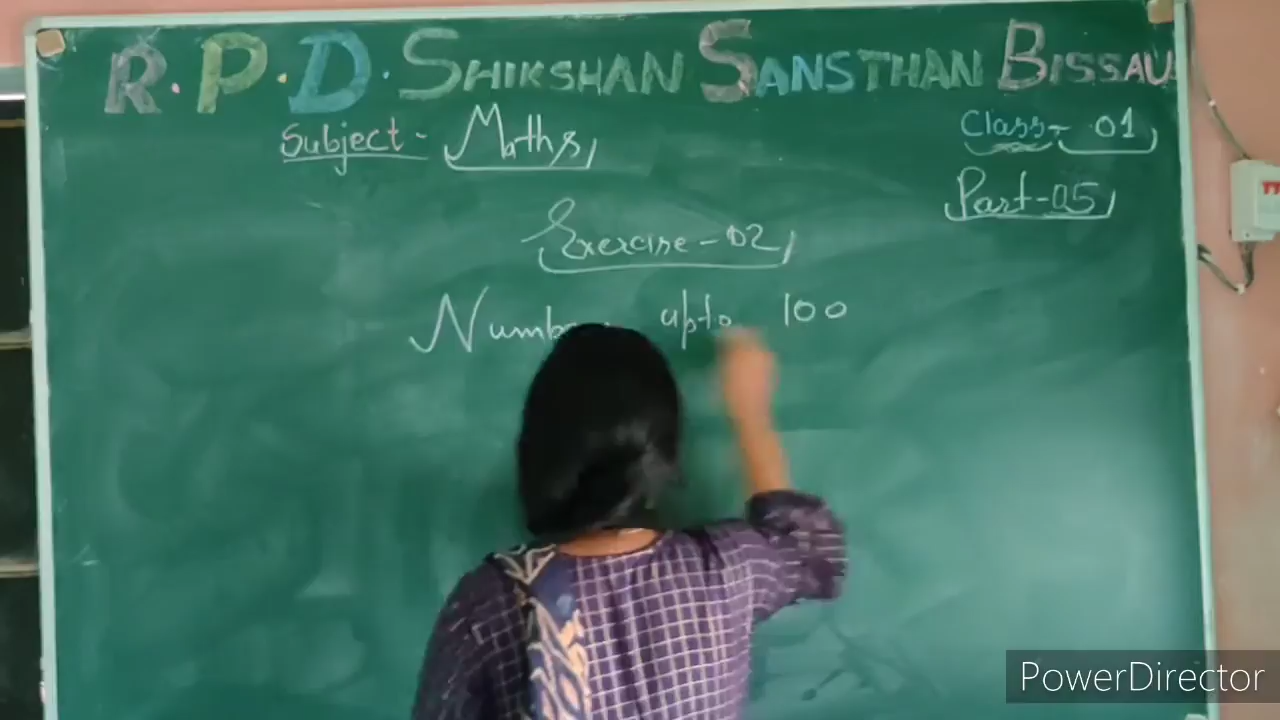 R.P.D. SHIKSHAN SANSTHAN BISSAU
Subject - Maths
Class - 01
Part-05
Exercise - 02
upto 100
PowerDirector